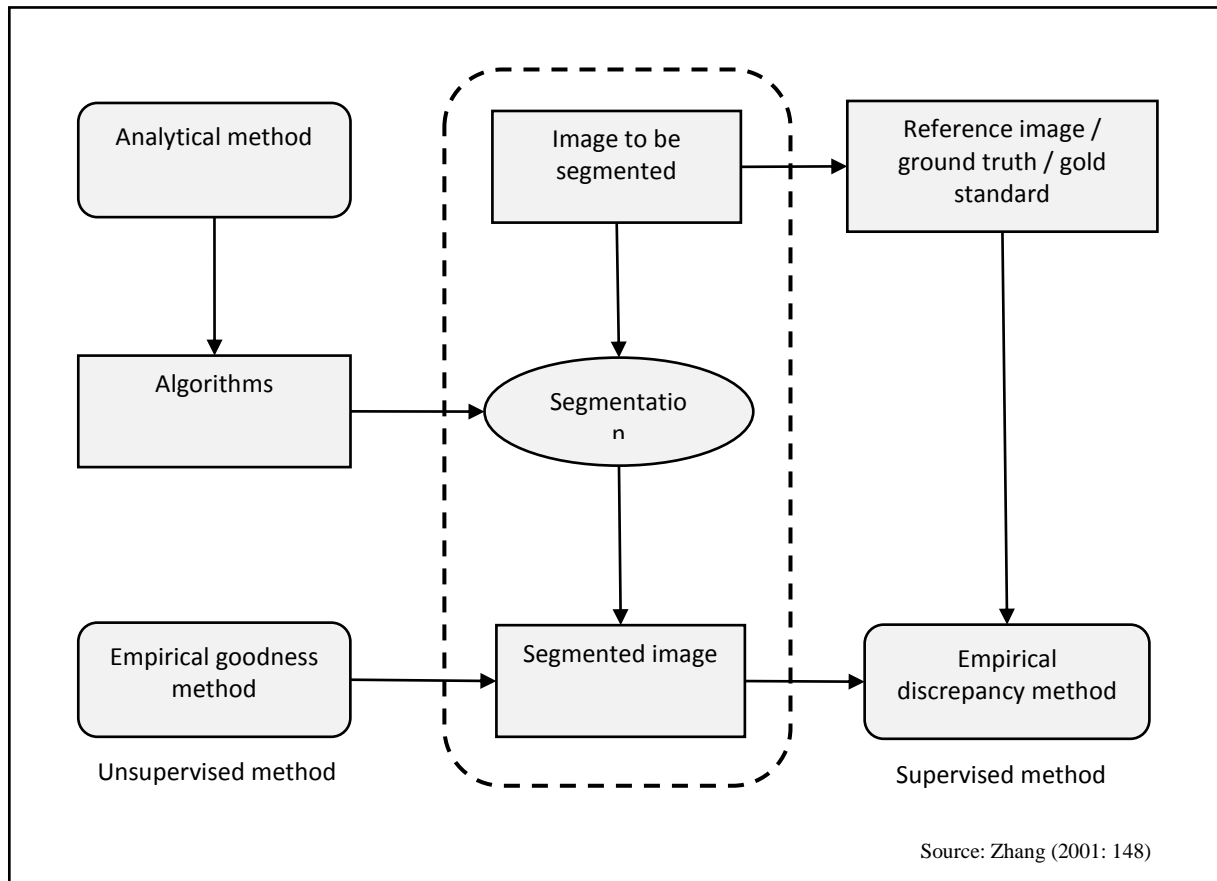 Analytical method
Image to be
segmented
Reference image /
ground truth / gold
standard
Algorithms
Segmentatio
n
Empirical goodness
method
Segmented image
Empirical
discrepancy method
Unsupervised method
Supervised method
Source: Zhang (2001: 148)